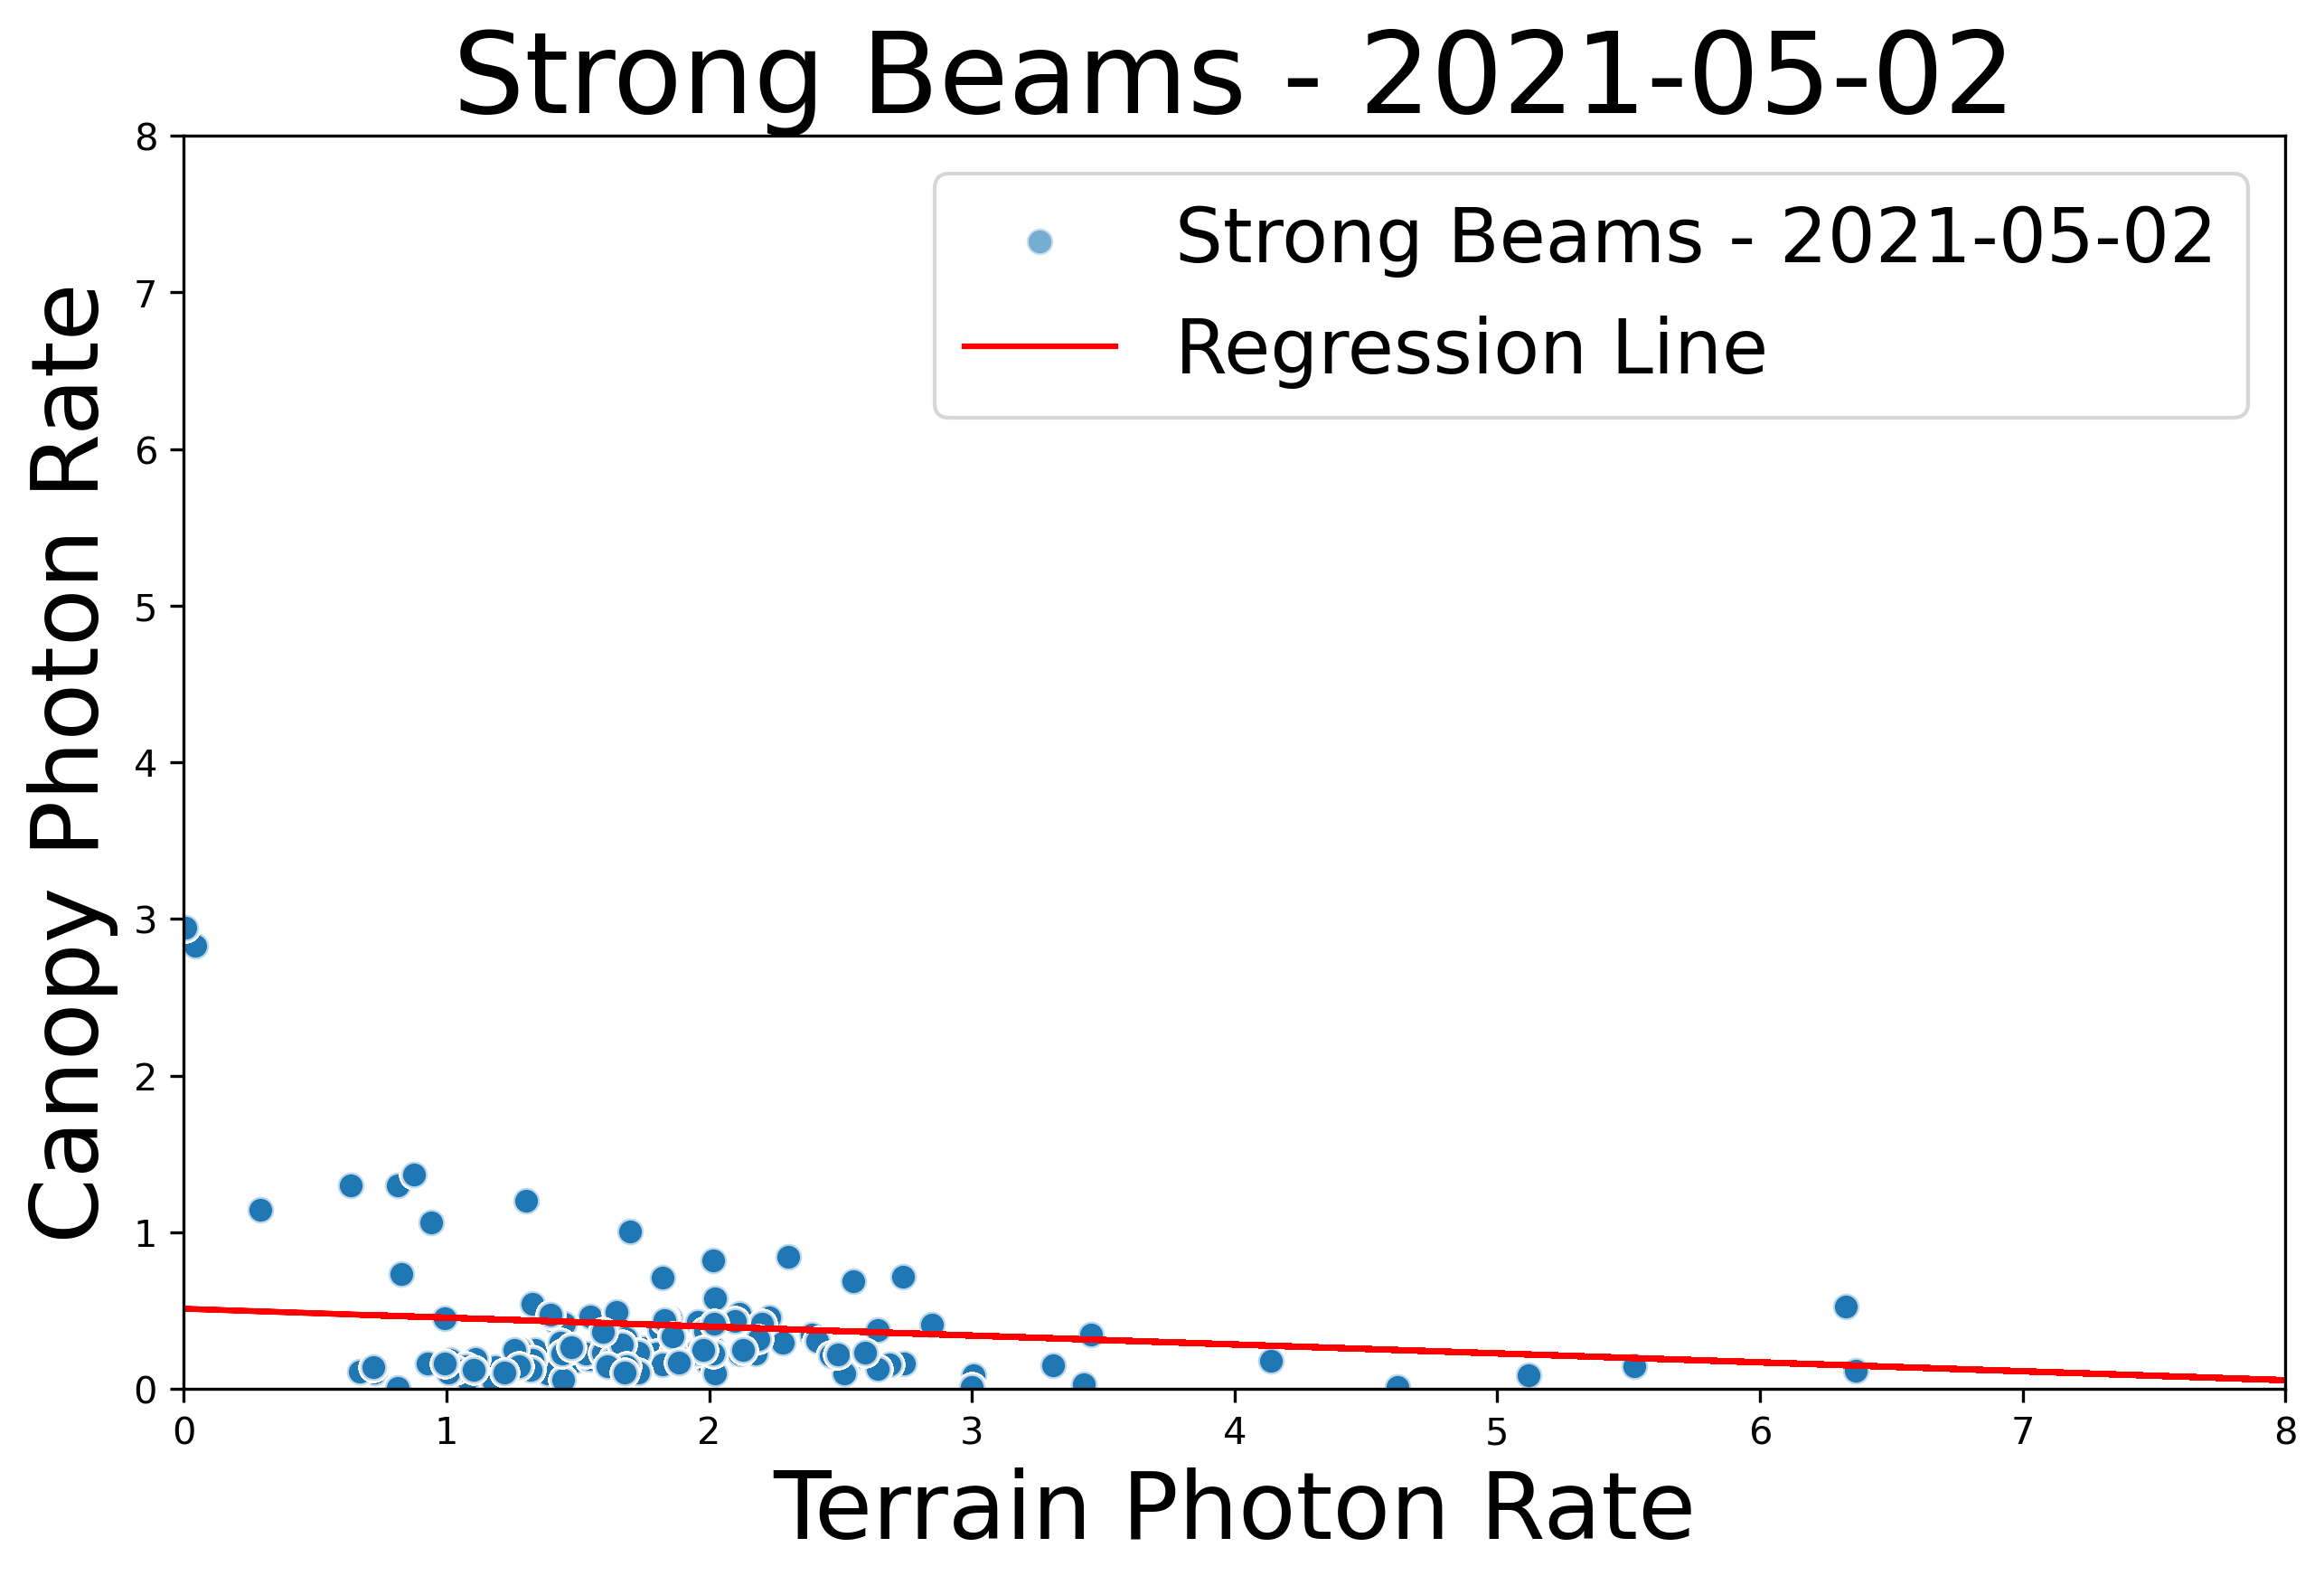 Strong Beams - 2021-05-02
Strong Beams - 2021-05-02
Regression Line
Canopy Photon Rate
8
7
6
5
4
3
2
1
0
0 1 2 3 4 5 6 7 8
Terrain Photon Rate